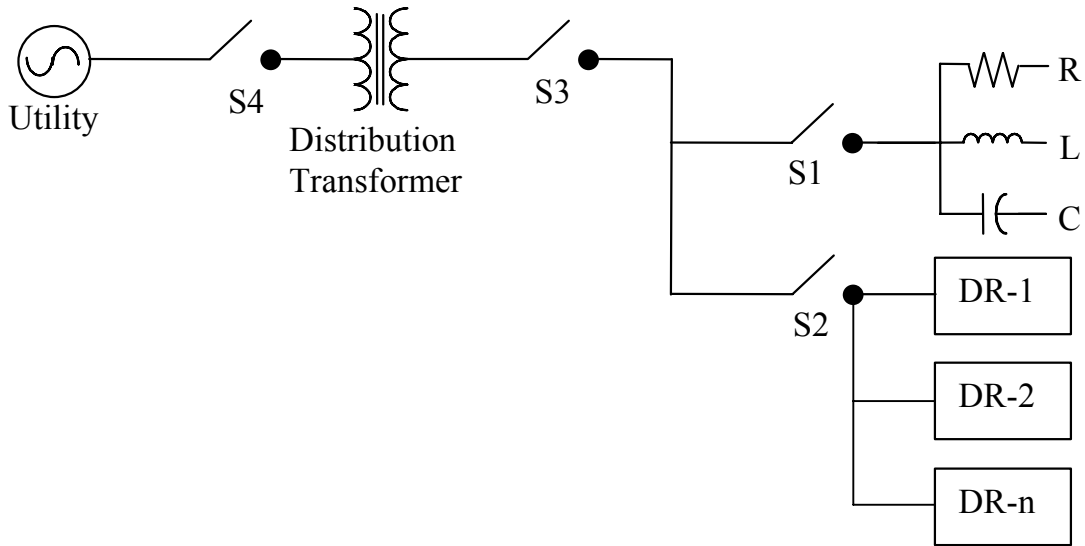 Utility
S4
Distribution
Transformer
S3
S1
R
L
C
S2
DR-1
DR-2
DR-n